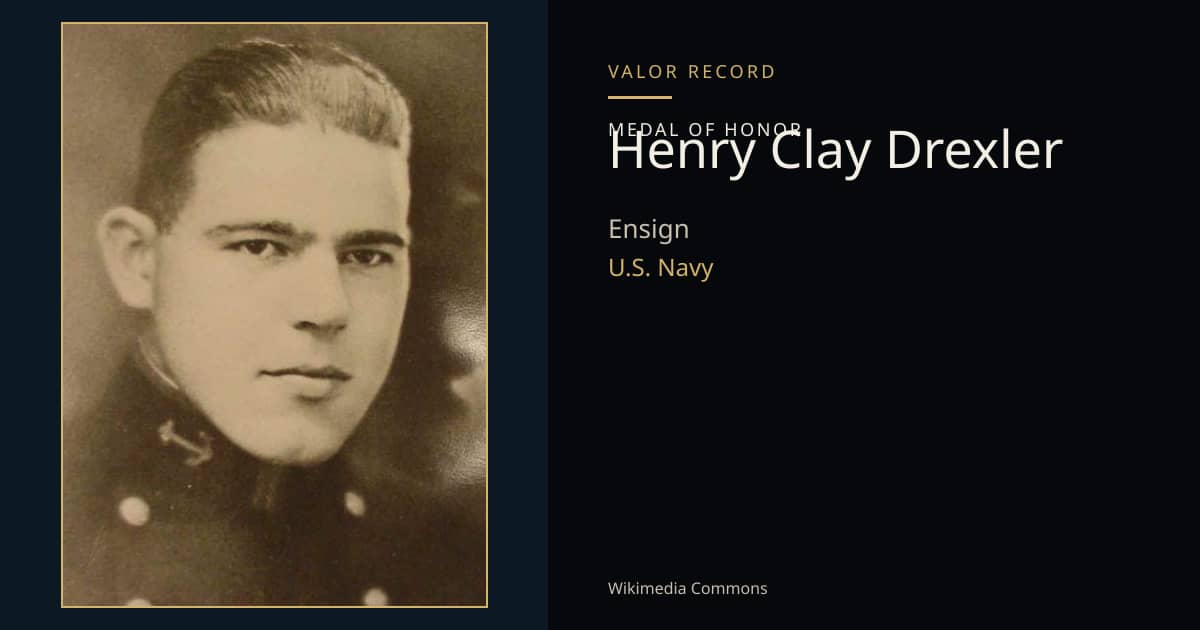 VALOR RECORD
MEDAL OF HONOR
Henry Clay Drexler
Ensign
U.S. Navy
Wikimedia Commons